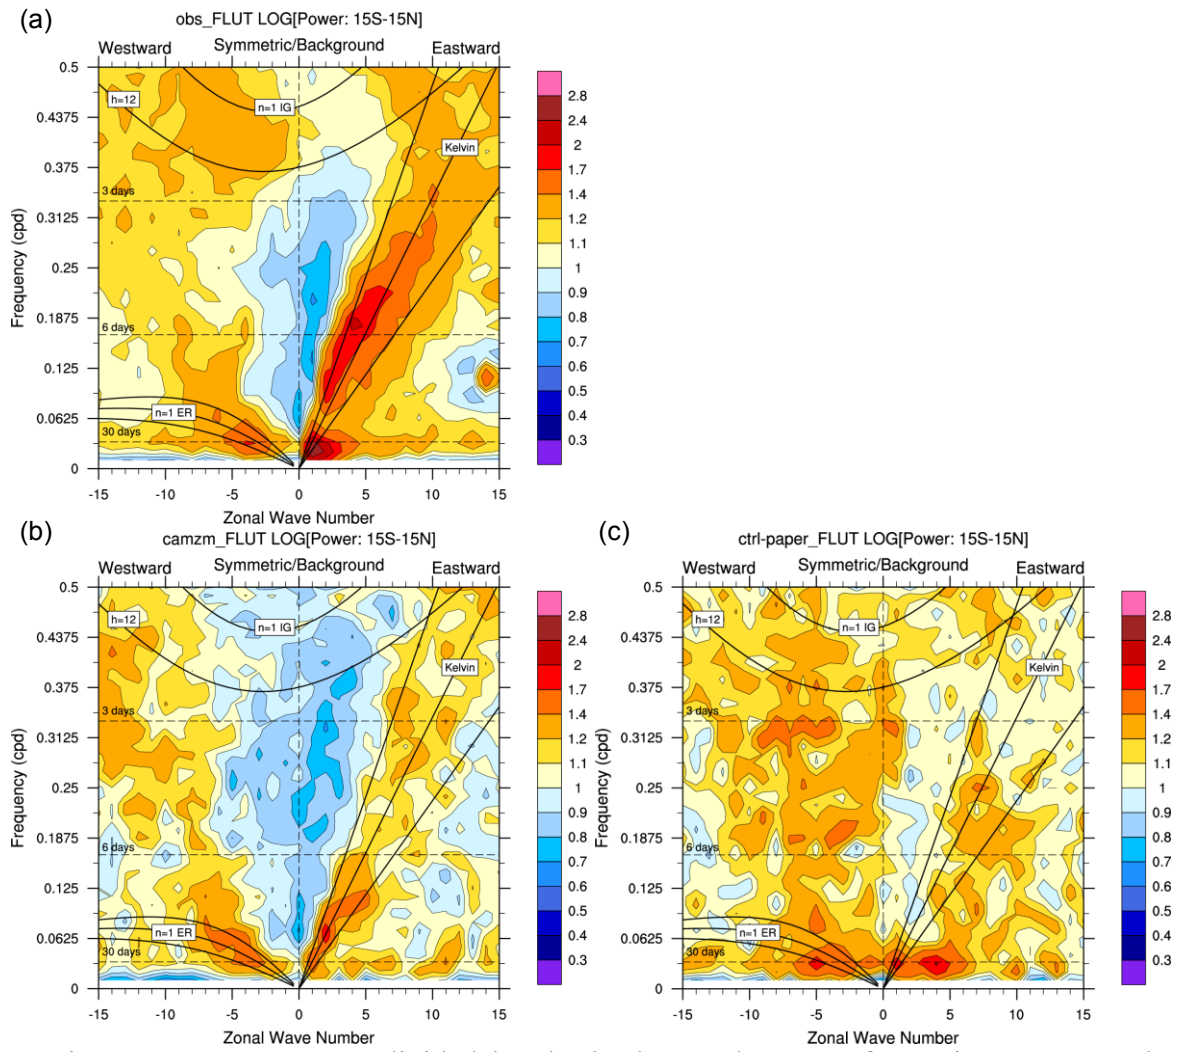 (a)
obs_FLUT LOG[Power: 15S-15N]
Westward Symmetric/Background Eastward
0.5
0.4375
0.375
0.3125
0.25
0.1875
0.125
0.0625
0
Frequency (cpd)
h=12
n=1 IG
Kelvin
3 days
6 days
n=1 ER
30 days
-15 -10 -5 0 5 10 15
Zonal Wave Number
2.8
2.4
2
1.7
1.4
1.2
1.1
1
0.9
0.8
0.7
0.6
0.5
0.4
0.3
(b)
camzm_FLUT LOG[Power: 15S-15N]
Westward Symmetric/Background Eastward
0.5
0.4375
0.375
0.3125
0.25
0.1875
0.125
0.0625
0
Frequency (cpd)
h=12
n=1 IG
Kelvin
3 days
6 days
n=1 ER
30 days
-15 -10 -5 0 5 10 15
Zonal Wave Number
2.8
2.4
2
1.7
1.4
1.2
1.1
1
0.9
0.8
0.7
0.6
0.5
0.4
0.3
(c)
ctrl-paper_FLUT LOG[Power: 15S-15N]
Westward Symmetric/Background Eastward
0.5
0.4375
0.375
0.3125
0.25
0.1875
0.125
0.0625
0
Frequency (cpd)
h=12
n=1 IG
Kelvin
3 days
6 days
n=1 ER
30 days
-15 -10 -5 0 5 10 15
Zonal Wave Number
2.8
2.4
2
1.7
1.4
1.2
1.1
1
0.9
0.8
0.7
0.6
0.5
0.4
0.3